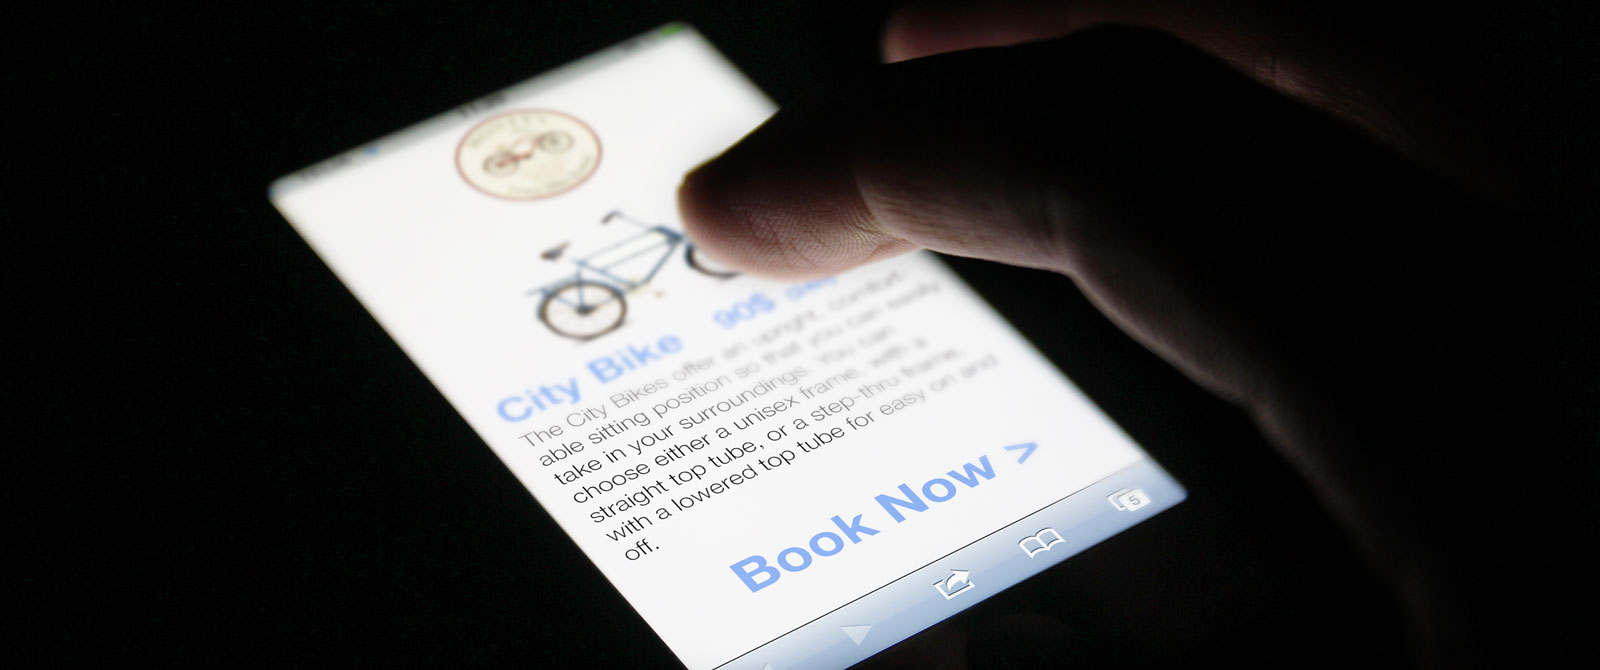 City Bike 90$
The City Bikes offer an upright, comfort-
able sitting position so that you can easily
take in your surroundings. You can
choose either a unisex frame, with a
straight top tube, or a step-thru frame,
with a lowered top tube for easy on and
off.
Book Now >
5